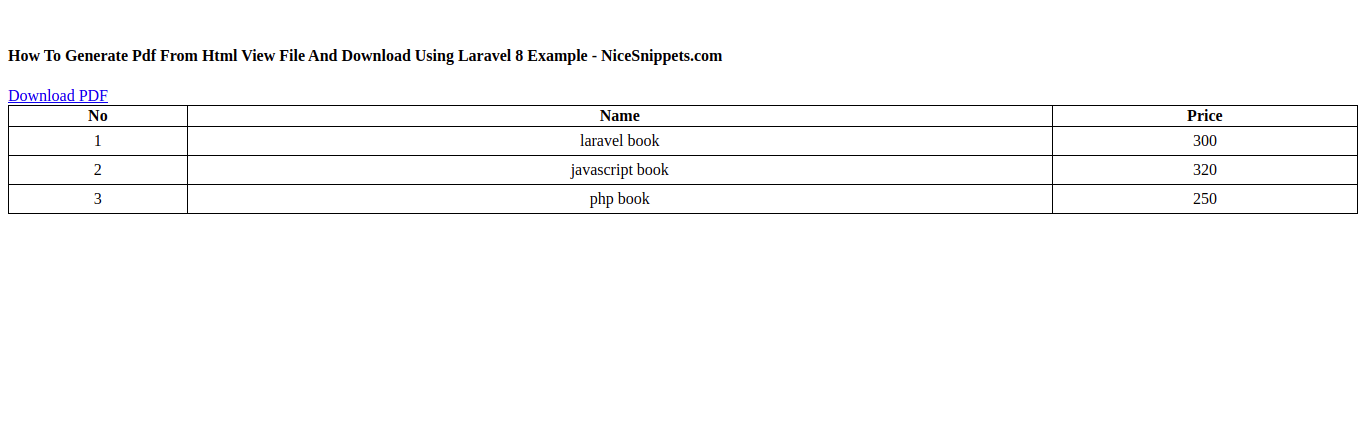 How To Generate Pdf From Html View File And Download Using Laravel 8 Example - NiceSnippets.com
Download PDF
No Name Price
1 laravel book 300
2 javascript book 320
3 php book 250